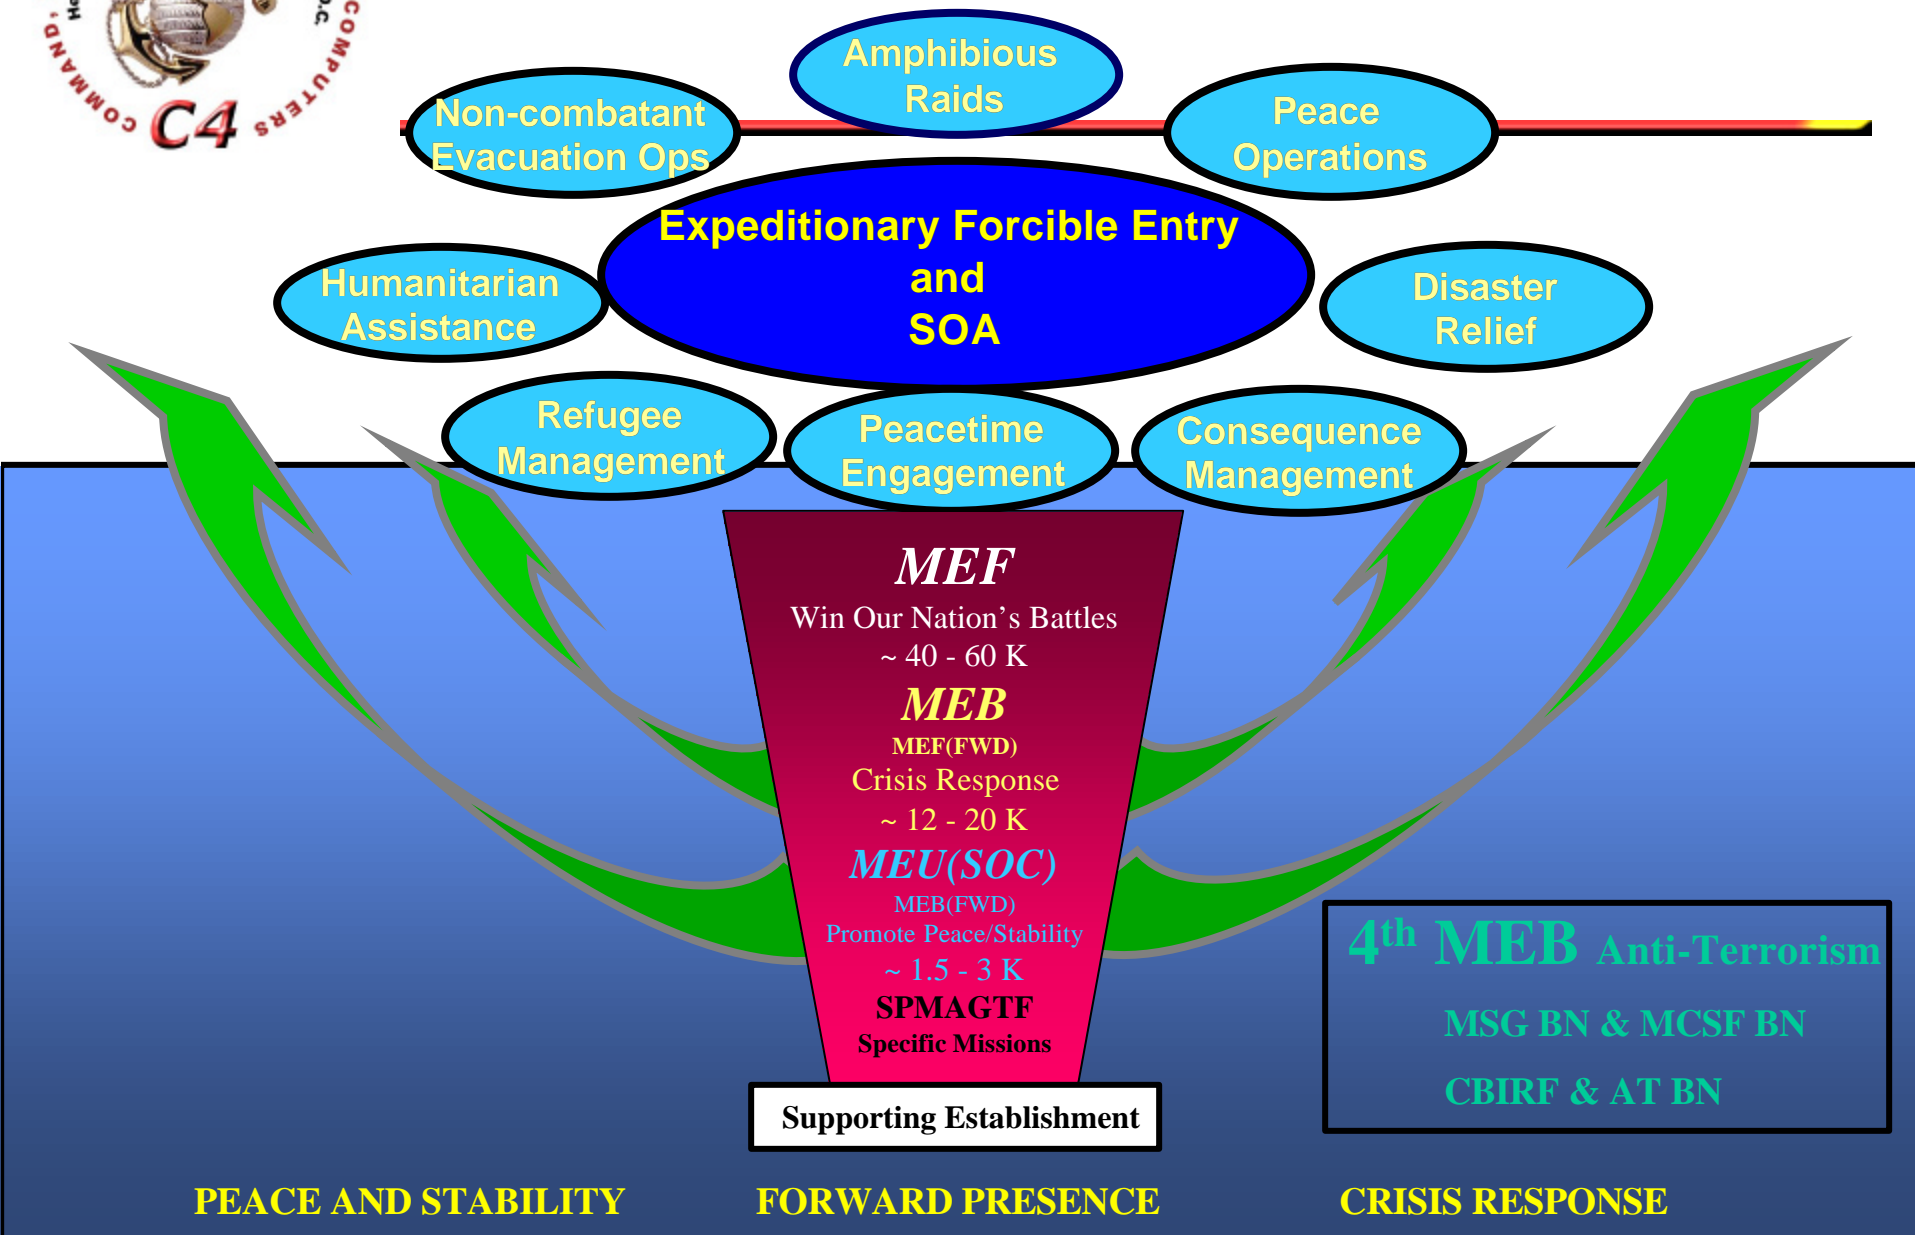 COMMAND,
COMPUTERS
C4
Amphibious
Raids
Non-combatant
Evacuation Ops
Peace
Operations
Expeditionary Forcible Entry
and
SOA
Humanitarian
Assistance
Disaster
Relief
Refugee
Management
Peacetime
Engagement
Consequence
Management
MEF
Win Our Nation’s Battles
~ 40 - 60 K
MEB
MEF(FWD)
Crisis Response
~ 12 - 20 K
MEU(SOC)
MEB(FWD)
Promote Peace/Stability
~ 1.5 - 3 K
SPMAGTF
Specific Missions
Supporting Establishment
4th MEB Anti-Terrorism
MSG BN & MCSF BN
CBIRF & AT BN
PEACE AND STABILITY
FORWARD PRESENCE
CRISIS RESPONSE